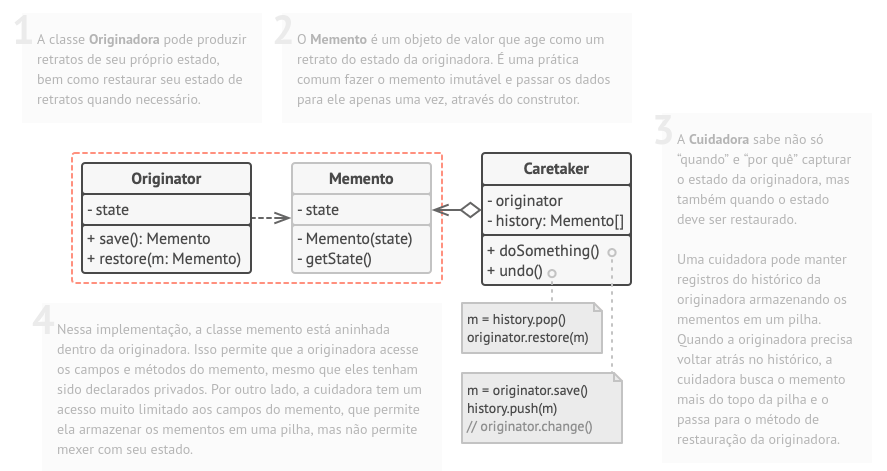 1
A classe Originadora pode produzir
retratos de seu próprio estado,
bem como restaurar seu estado de
retratos quando necessário.
2
O Memento é um objeto de valor que age como um
retrato do estado da originadora. É uma prática
comum fazer o memento imutável e passar os dados
para ele apenas uma vez, através do construtor.
3
A Cuidadora sabe não só
“quando” e “por quê” capturar
o estado da originadora, mas
também quando o estado
deve ser restaurado.
Uma cuidadora pode manter
registros do histórico da
originadora armazenando os
mementos em um pilha.
Quando a originadora precisa
voltar atrás no histórico, a
cuidadora busca o memento
mais do topo da pilha e o
passa para o método de
restauração da originadora.
Originator
- state
+ save(): Memento
+ restore(m: Memento)
Memento
- state
- Memento(state)
- getState()
Caretaker
- originator
- history: Memento[]
+ doSomething()
+ undo()
m = history.pop()
originator.restore(m)
m = originator.save()
history.push(m)
// originator.change()
4
Nessa implementação, a classe memento está aninhada
dentro da originadora. Isso permite que a originadora acesse
os campos e métodos do memento, mesmo que eles tenham
sido declarados privados. Por outro lado, a cuidadora tem um
acesso muito limitado aos campos do memento, que permite
ela armazenar os mementos em uma pilha, mas não permite
mexer com seu estado.